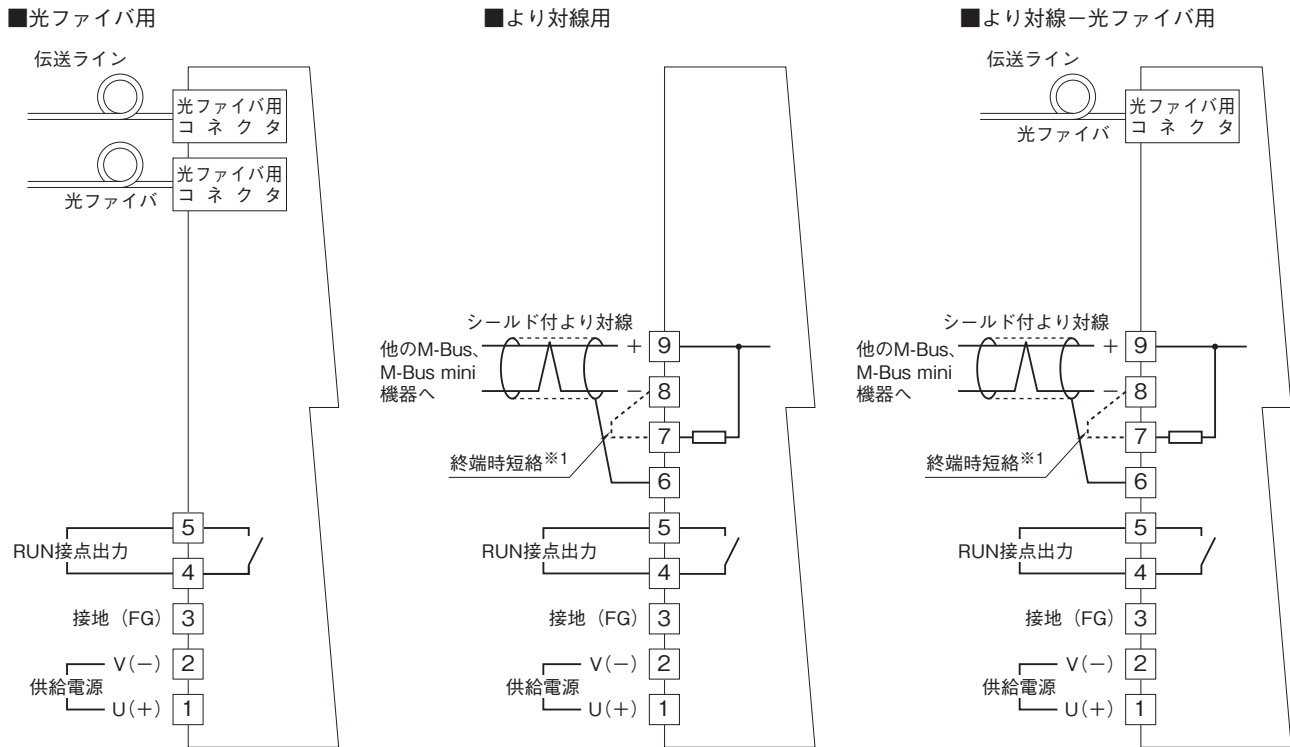 ■光ファイバ用
伝送ライン
光ファイバ用
コネクタ
光ファイバ用
コネクタ
光ファイバ
5
RUN接点出力
4
接地（FG） 3
V(−) 2
供給電源
U(+) 1
■より対線用
シールド付より対線
他のM-Bus、
M-Bus mini
機器へ
+ 9
− 8
7
終端時短絡※1
6
5
RUN接点出力
4
接地（FG） 3
V(−) 2
供給電源
U(+) 1
■より対線−光ファイバ用
伝送ライン
光ファイバ用
コネクタ
光ファイバ
シールド付より対線
他のM-Bus、
M-Bus mini
機器へ
+ 9
− 8
7
終端時短絡※1
6
5
RUN接点出力
4
接地（FG） 3
V(−) 2
供給電源
U(+) 1